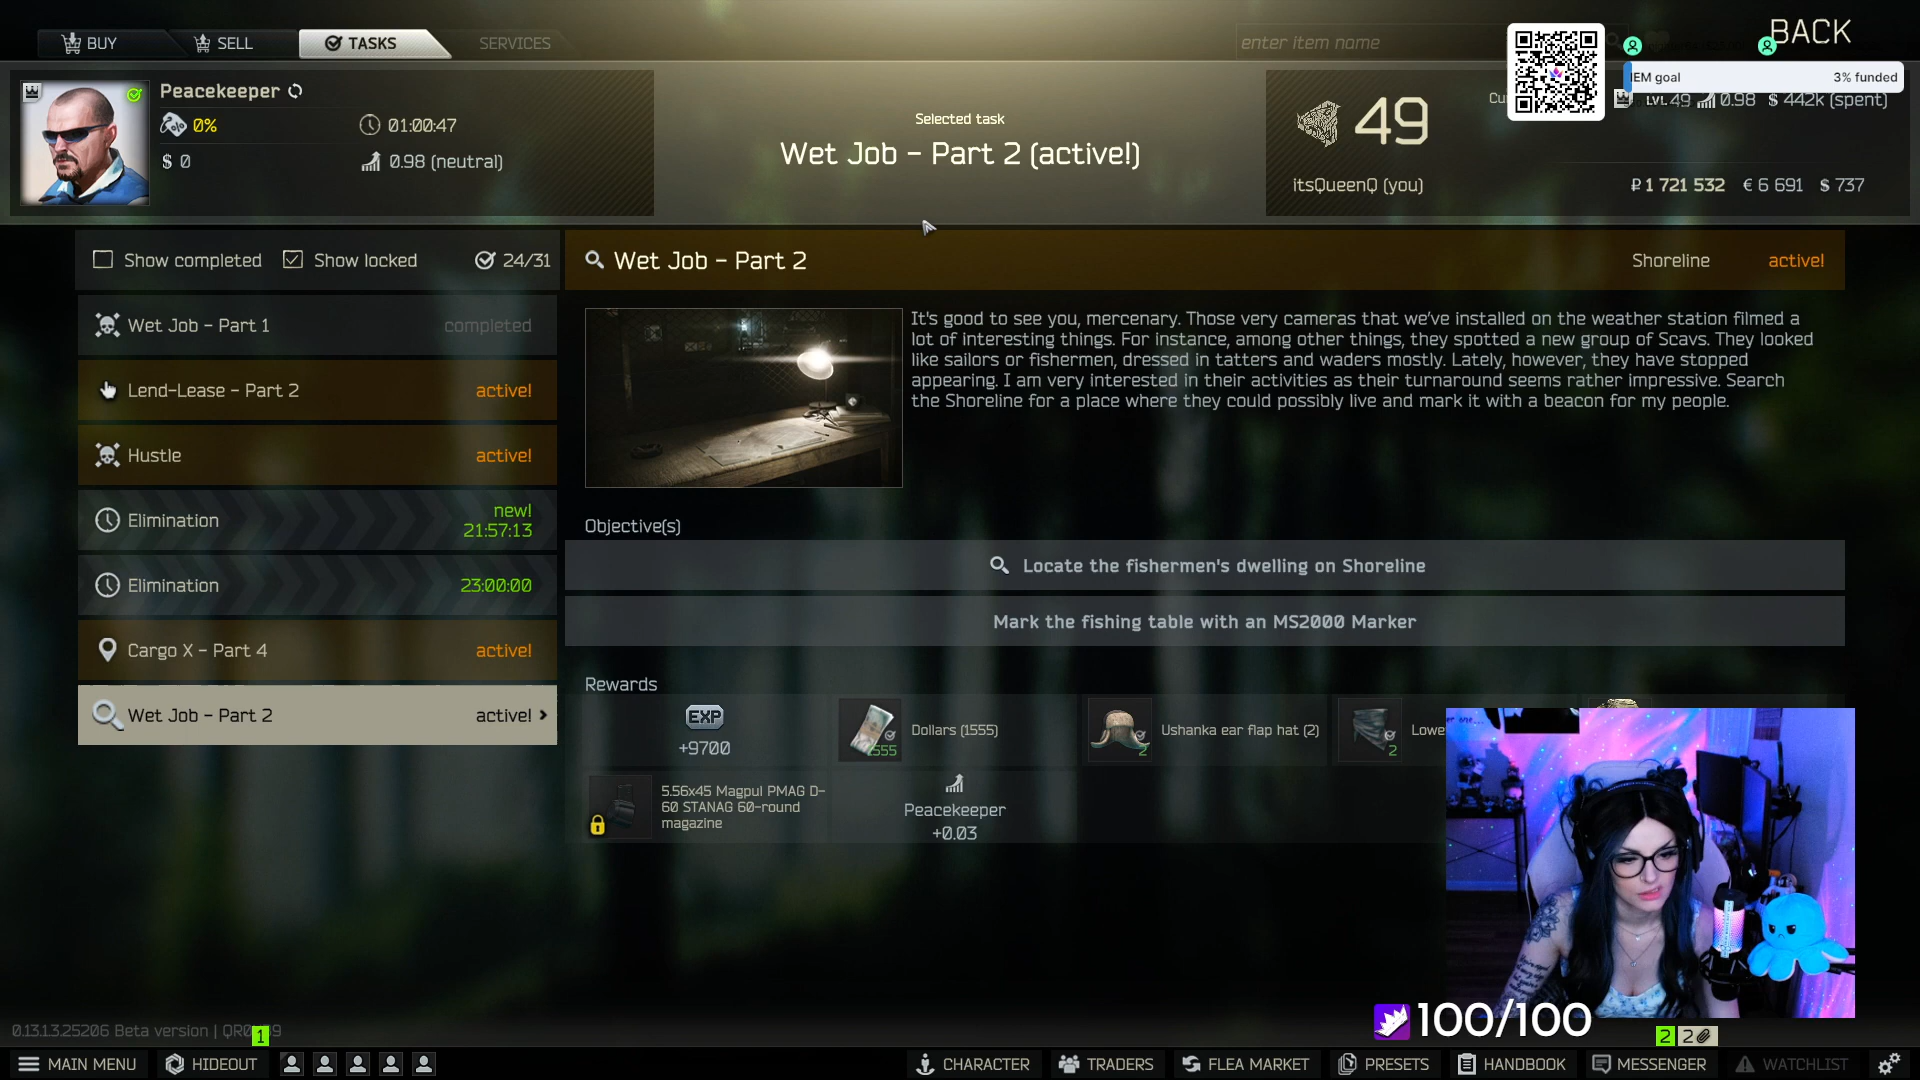 BUY
SELL
TASKS
SERVICES
enter item name
BACK
IEM goal 3% funded
Peacekeeper
0% 01:00:47
$ 0 0.98 (neutral)
Selected task
Wet Job - Part 2 (active!)
49
LVL 49 0.98 $ 442k (spent)
itsQueenQ (you)
₽ 1 721 532 € 6 691 $ 737
Show completed Show locked 24/31
Wet Job - Part 1 completed
Lend-Lease - Part 2 active!
Hustle active!
Elimination new!
21:57:13
Elimination 23:00:00
Cargo X - Part 4 active!
Wet Job - Part 2 active!
Wet Job - Part 2 Shoreline active!
It's good to see you, mercenary. Those very cameras that we've installed on the weather station filmed a
lot of interesting things. For instance, among other things, they spotted a new group of Scavs. They looked
like sailors or fishermen, dressed in tatters and waders mostly. Lately, however, they have stopped
appearing. I am very interested in their activities as their turnaround seems rather impressive. Search
the Shoreline for a place where they could possibly live and mark it with a beacon for my people.
Objective(s)
Locate the fishermen's dwelling on Shoreline
Mark the fishing table with an MS2000 Marker
Rewards
EXP
+9700
1555
Dollars (1555)
2
Ushanka ear flap hat (2)
2
Lowe
5.56x45 Magpul PMAG D-
60 STANAG 60-round
magazine
Peacekeeper
+0.03
100/100
0.13.1.3.25206 Beta version
1
2 2
MAIN MENU
HIDEOUT
CHARACTER
TRADERS
FLEA MARKET
PRESETS
HANDBOOK
MESSENGER
WATCHLIST